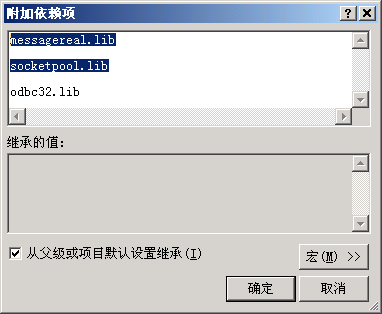 附加依赖项
messagereal.lib
socketpool.lib
odbc32.lib
继承的值:
从父级或项目默认设置继承(I)
宏(M) >>
确定
取消